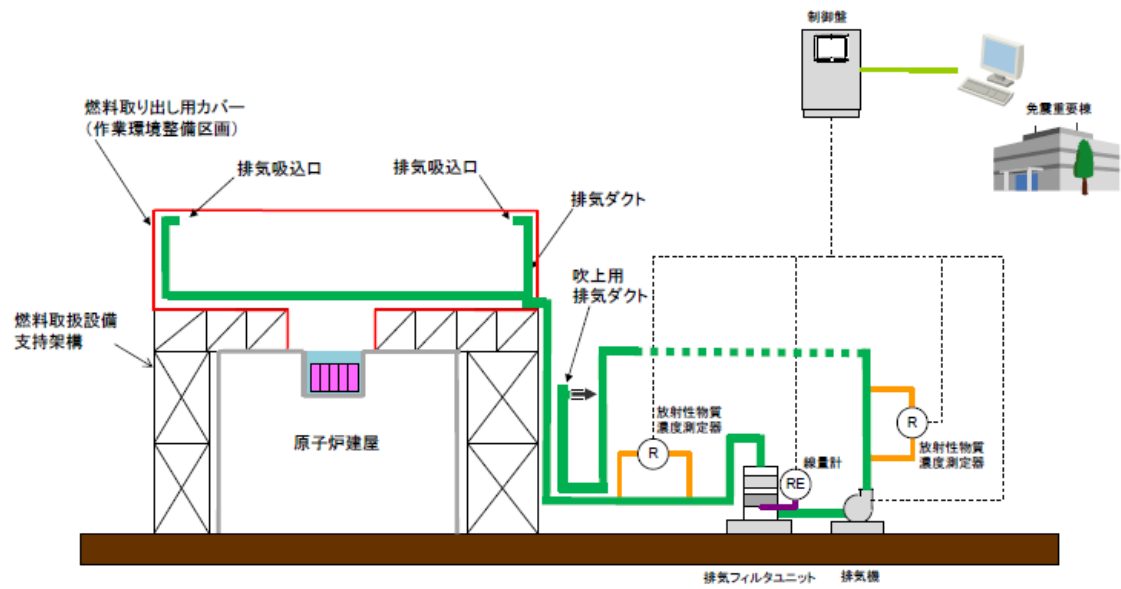 制御盤
免震重要棟
燃料取り出し用カバー
（作業環境整備区画）
排気吸込口
排気吸込口
排気ダクト
吹上用
排気ダクト
燃料取扱設備
支持架構
原子炉建屋
放射性物質
濃度測定器
R
線量計
RE
R
放射性物質
濃度測定器
排気フィルタユニット
排気機